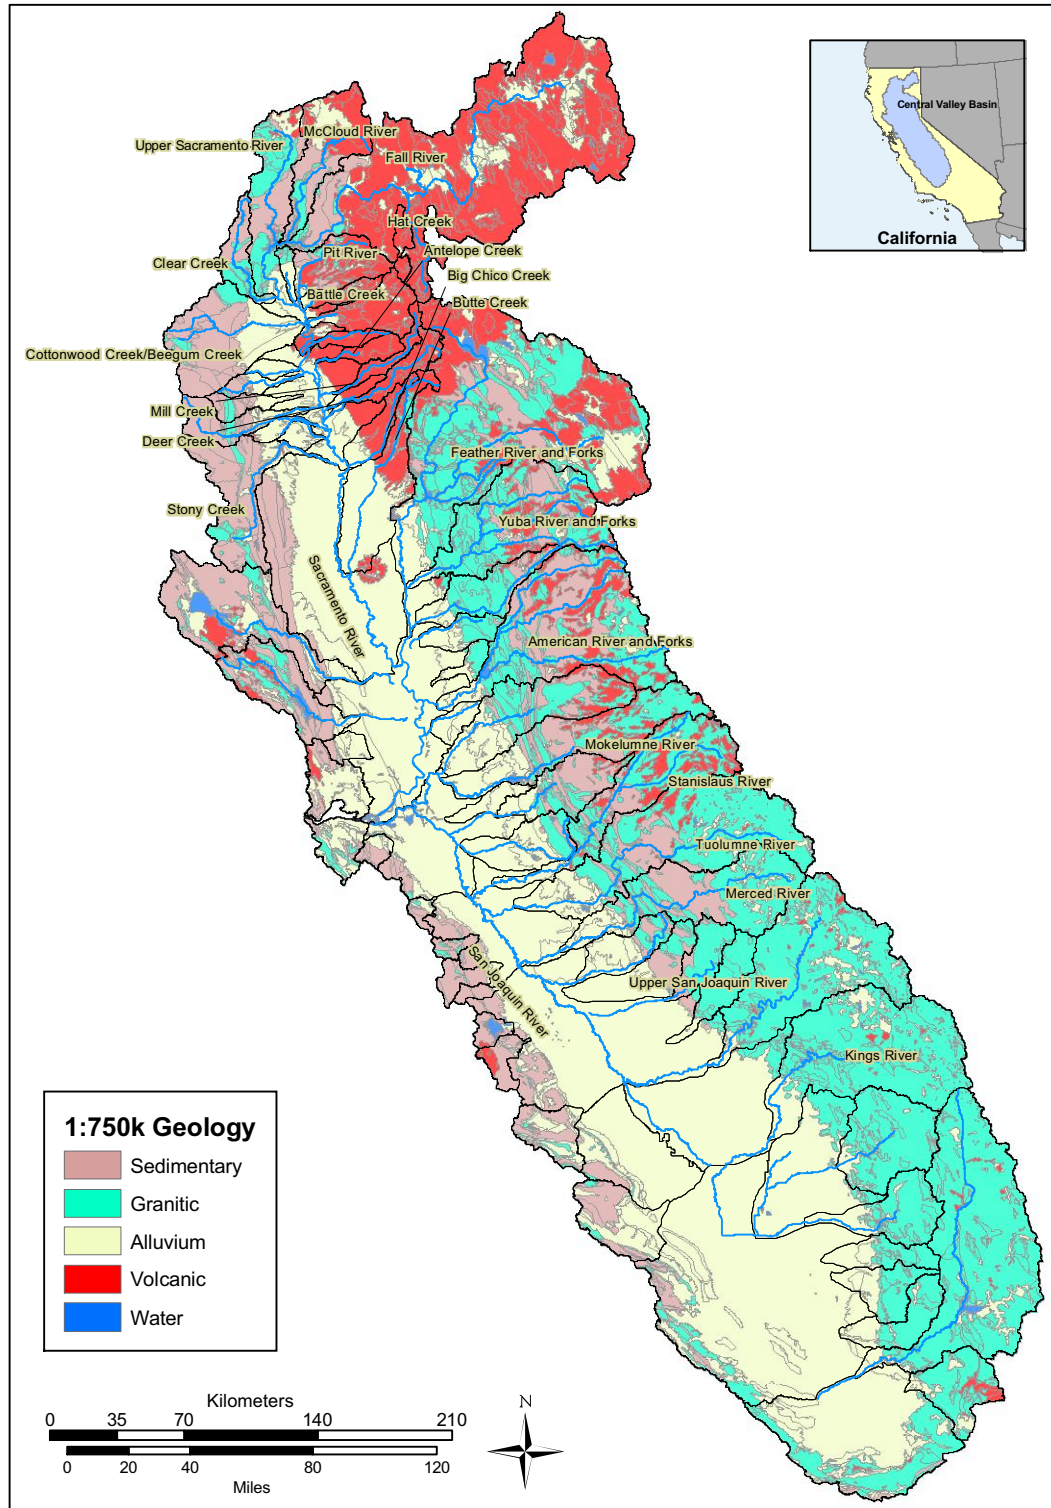 Central Valley Basin
California
McCloud River
Upper Sacramento River
Fall River
Hat Creek
Antelope Creek
Pit River
Clear Creek
Big Chico Creek
Battle Creek
Butte Creek
Cottonwood Creek/Beegum Creek
Mill Creek
Deer Creek
Feather River and Forks
Stony Creek
Yuba River and Forks
Sacramento River
American River and Forks
Mokelumne River
Stanislaus River
Tuolumne River
Merced River
San Joaquin River
Upper San Joaquin River
Kings River
1:750k Geology
Sedimentary
Granitic
Alluvium
Volcanic
Water
Kilometers
0 35 70 140 210
0 20 40 80 120
Miles
N